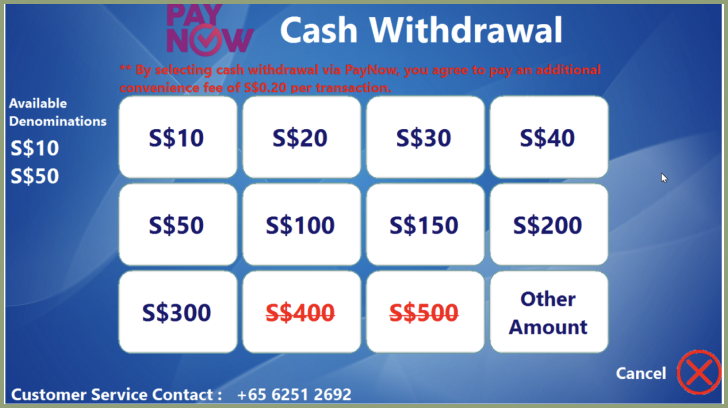 PAY
NOW
Cash Withdrawal
** By selecting cash withdrawal via PayNow, you agree to pay an additional
convenience fee of S$0.20 per transaction.
Available
Denominations
S$10
S$50
S$10 S$20 S$30 S$40
S$50 S$100 S$150 S$200
S$300 S$400 S$500 Other
Amount
Cancel
Customer Service Contact : +65 6251 2692